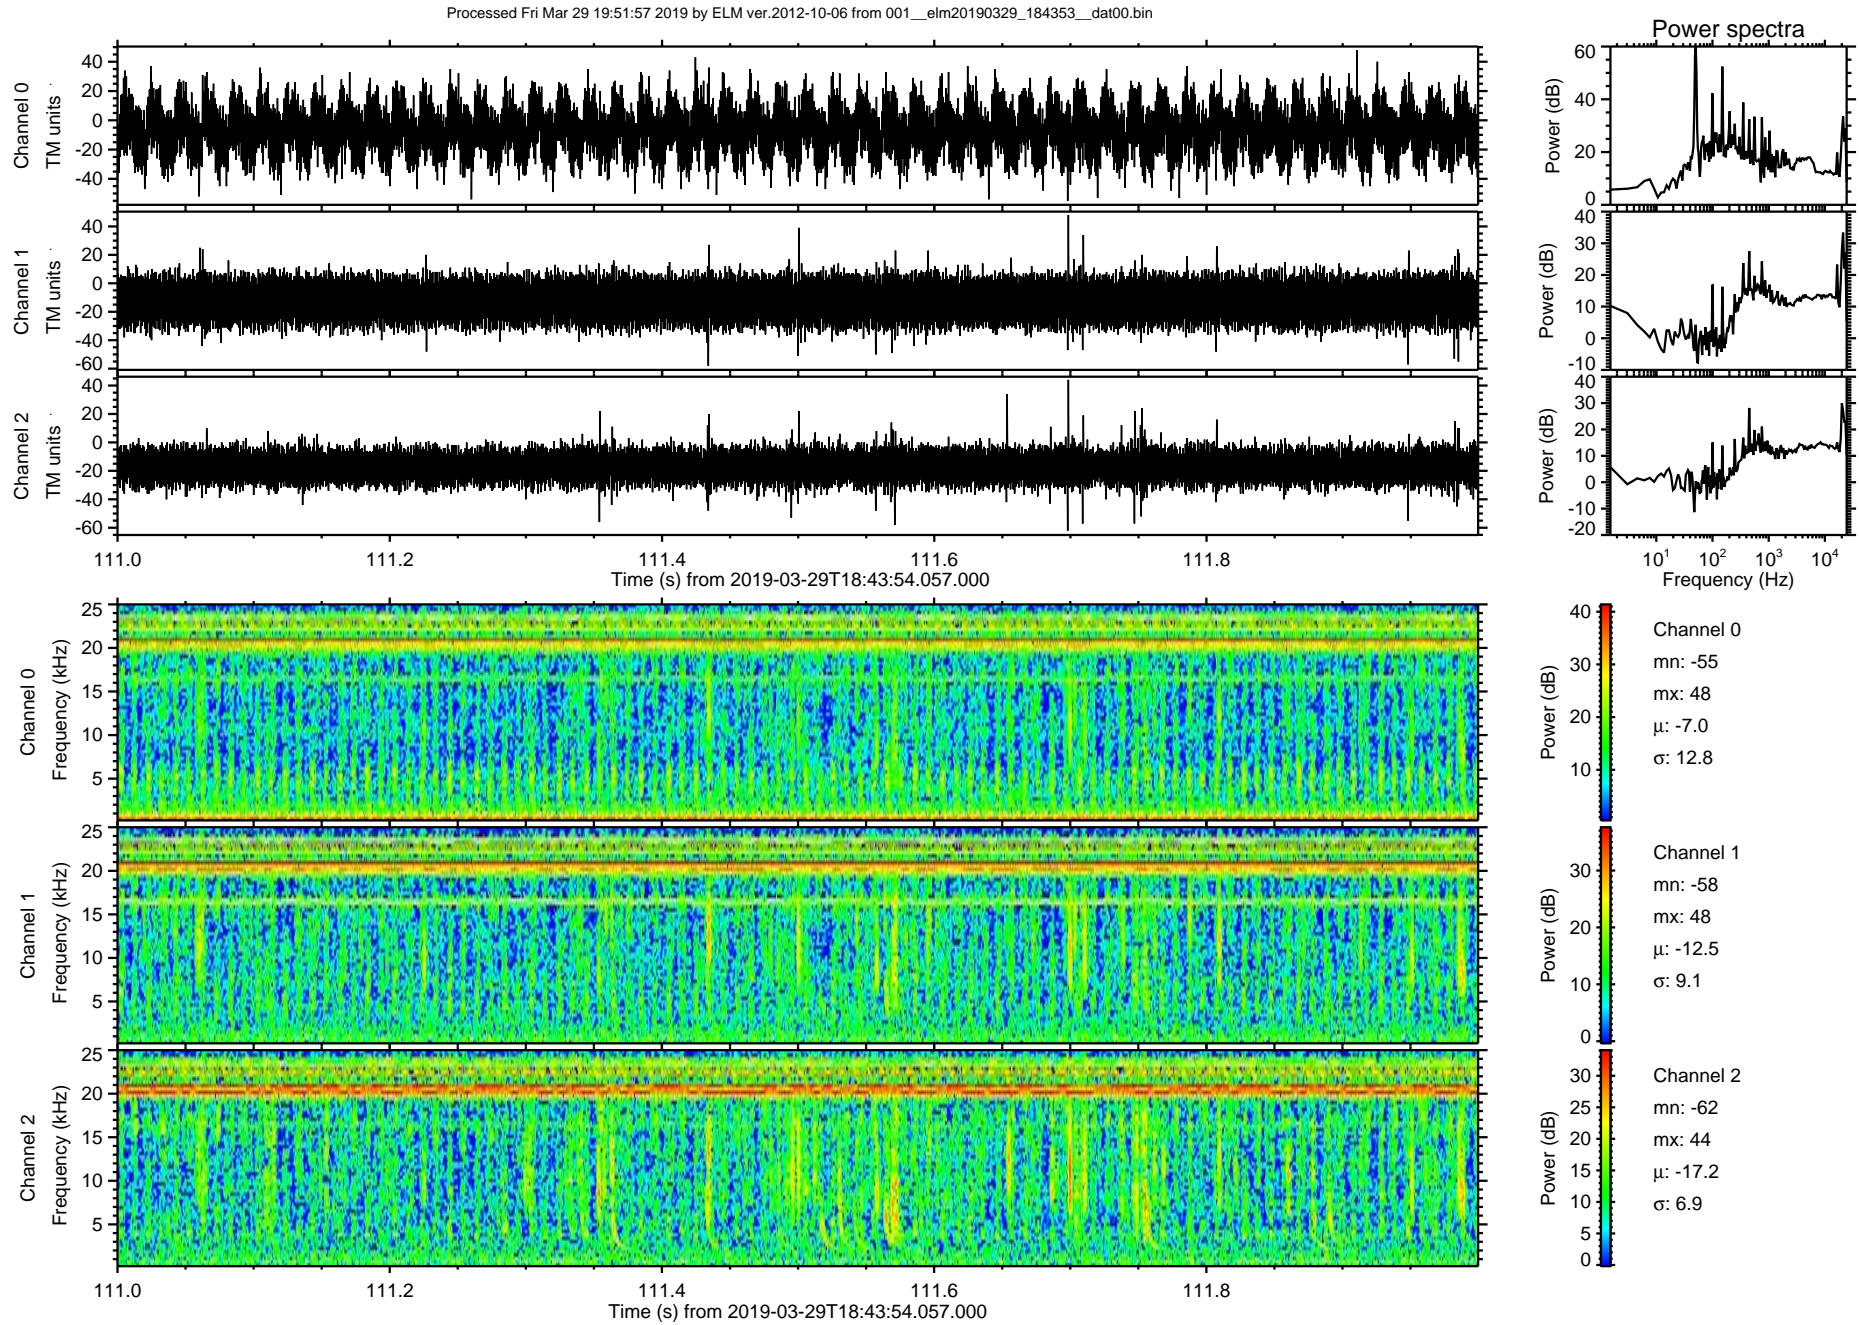 Processed Fri Mar 29 19:51:57 2019 by ELM ver.2012-10-06 from 001__elm20190329_184353__dat00.bin
Power spectra
Channel 0
TM units
40
20
0
-20
-40
Power (dB)
60
40
20
0
Channel 1
TM units
40
20
0
-20
-40
-60
Power (dB)
40
30
20
10
0
-10
Channel 2
TM units
40
20
0
-20
-40
-60
Power (dB)
40
30
20
10
0
-10
-20
111.0 111.2 111.4 111.6 111.8
Time (s) from 2019-03-29T18:43:54.057.000
10¹ 10² 10³ 10⁴
Frequency (Hz)
Channel 0
Frequency (kHz)
25
20
15
10
5
Power (dB)
40
30
20
10
Channel 0
mn: -55
mx: 48
μ: -7.0
σ: 12.8
Channel 1
Frequency (kHz)
25
20
15
10
5
Power (dB)
30
20
10
0
Channel 1
mn: -58
mx: 48
μ: -12.5
σ: 9.1
Channel 2
Frequency (kHz)
25
20
15
10
5
Power (dB)
30
25
20
15
10
5
0
Channel 2
mn: -62
mx: 44
μ: -17.2
σ: 6.9
111.0 111.2 111.4 111.6 111.8
Time (s) from 2019-03-29T18:43:54.057.000